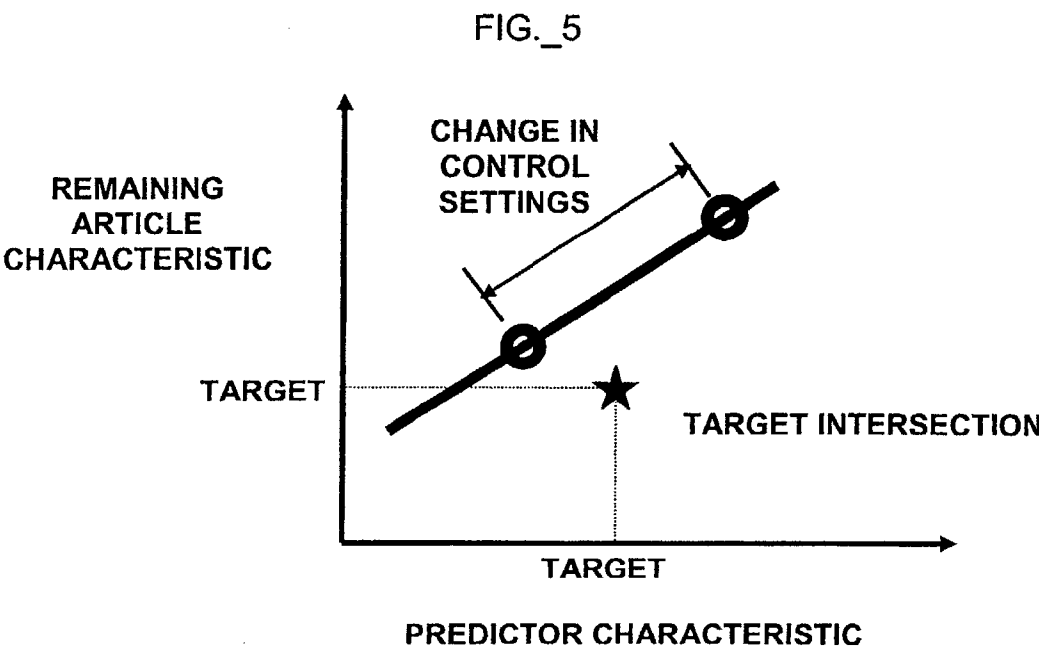 FIG._5
CHANGE IN
CONTROL
SETTINGS
REMAINING
ARTICLE
CHARACTERISTIC
TARGET
TARGET INTERSECTION
TARGET
PREDICTOR CHARACTERISTIC